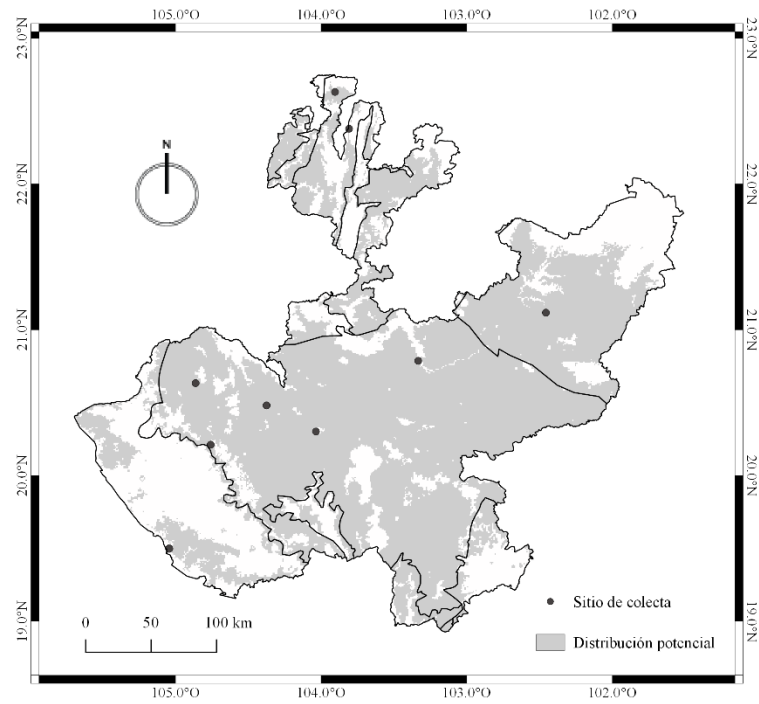 105.0°O 104.0°O 103.0°O 102.0°O
23.0°N 23.0°N
N
22.0°N 22.0°N
21.0°N 21.0°N
20.0°N 20.0°N
Sitio de colecta
19.0°N 19.0°N
0 50 100 km
Distribución potencial
105.0°O 104.0°O 103.0°O 102.0°O